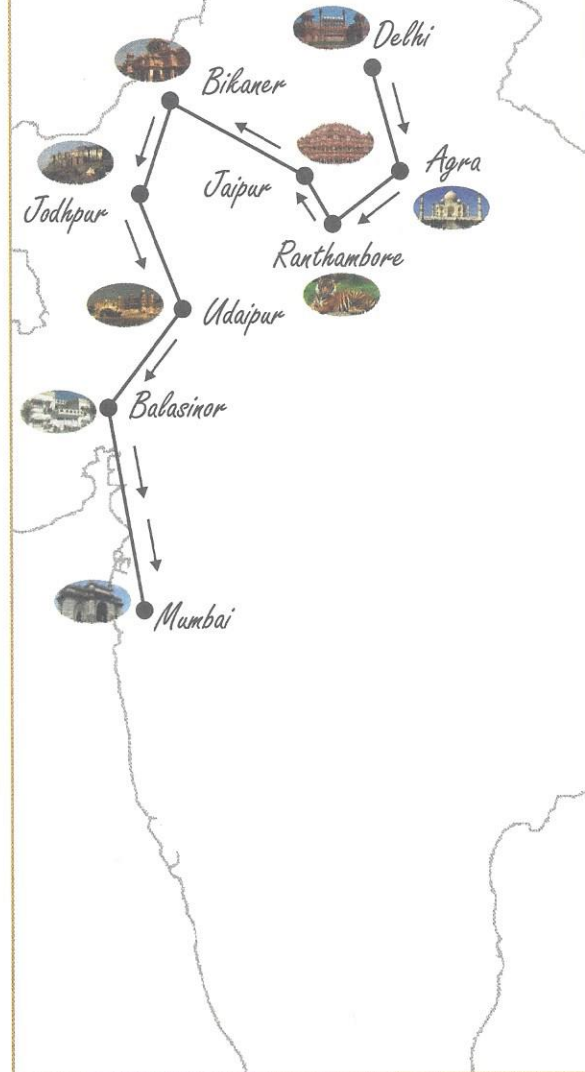 Delhi
Bikaner
Agra
Jaipur
Jodhpur
Ranthambore
Udaipur
Balasinor
Mumbai